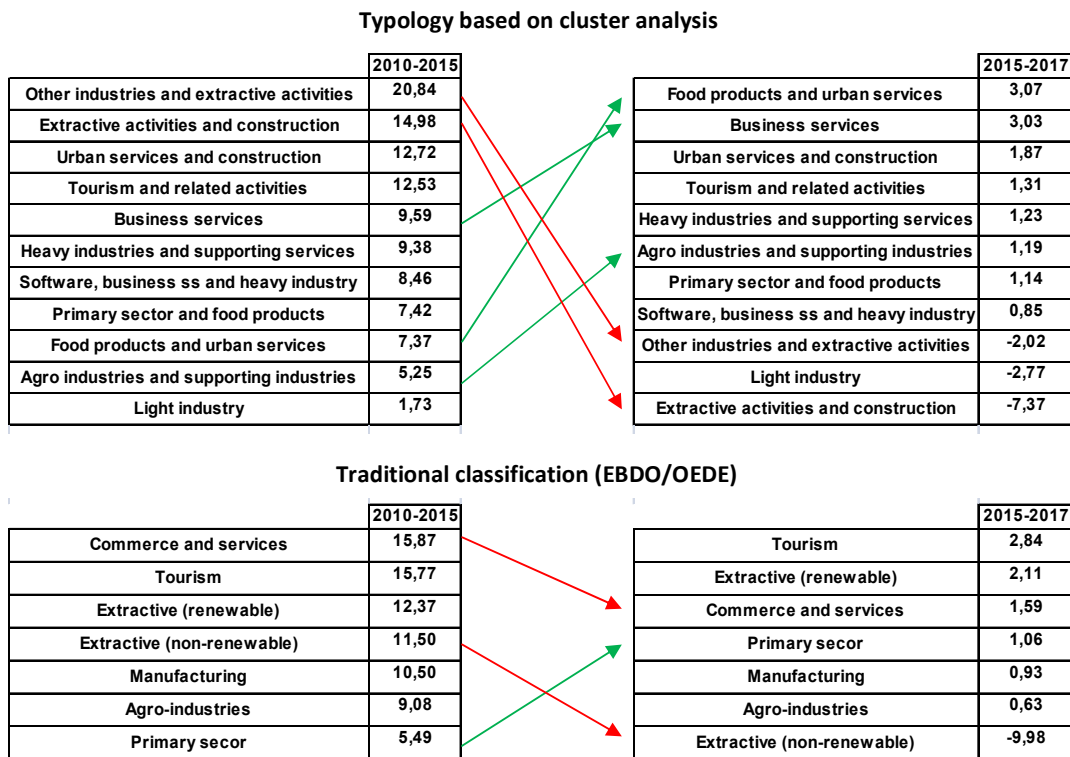 Typology based on cluster analysis
2010-2015 2015-2017
Other industries and extractive activities 20,84 Food products and urban services 3,07
Extractive activities and construction 14,98 Business services 3,03
Urban services and construction 12,72 Urban services and construction 1,87
Tourism and related activities 12,53 Tourism and related activities 1,31
Business services 9,59 Heavy industries and supporting services 1,23
Heavy industries and supporting services 9,38 Agro industries and supporting industries 1,19
Software, business ss and heavy industry 8,46 Primary sector and food products 1,14
Primary sector and food products 7,42 Software, business ss and heavy industry 0,85
Food products and urban services 7,37 Other industries and extractive activities -2,02
Agro industries and supporting industries 5,25 Light industry -2,77
Light industry 1,73 Extractive activities and construction -7,37
Traditional classification (EBDO/OEDE)
2010-2015 2015-2017
Commerce and services 15,87 Tourism 2,84
Tourism 15,77 Extractive (renewable) 2,11
Extractive (renewable) 12,37 Commerce and services 1,59
Extractive (non-renewable) 11,50 Primary secor 1,06
Manufacturing 10,50 Manufacturing 0,93
Agro-industries 9,08 Agro-industries 0,63
Primary secor 5,49 Extractive (non-renewable) -9,98